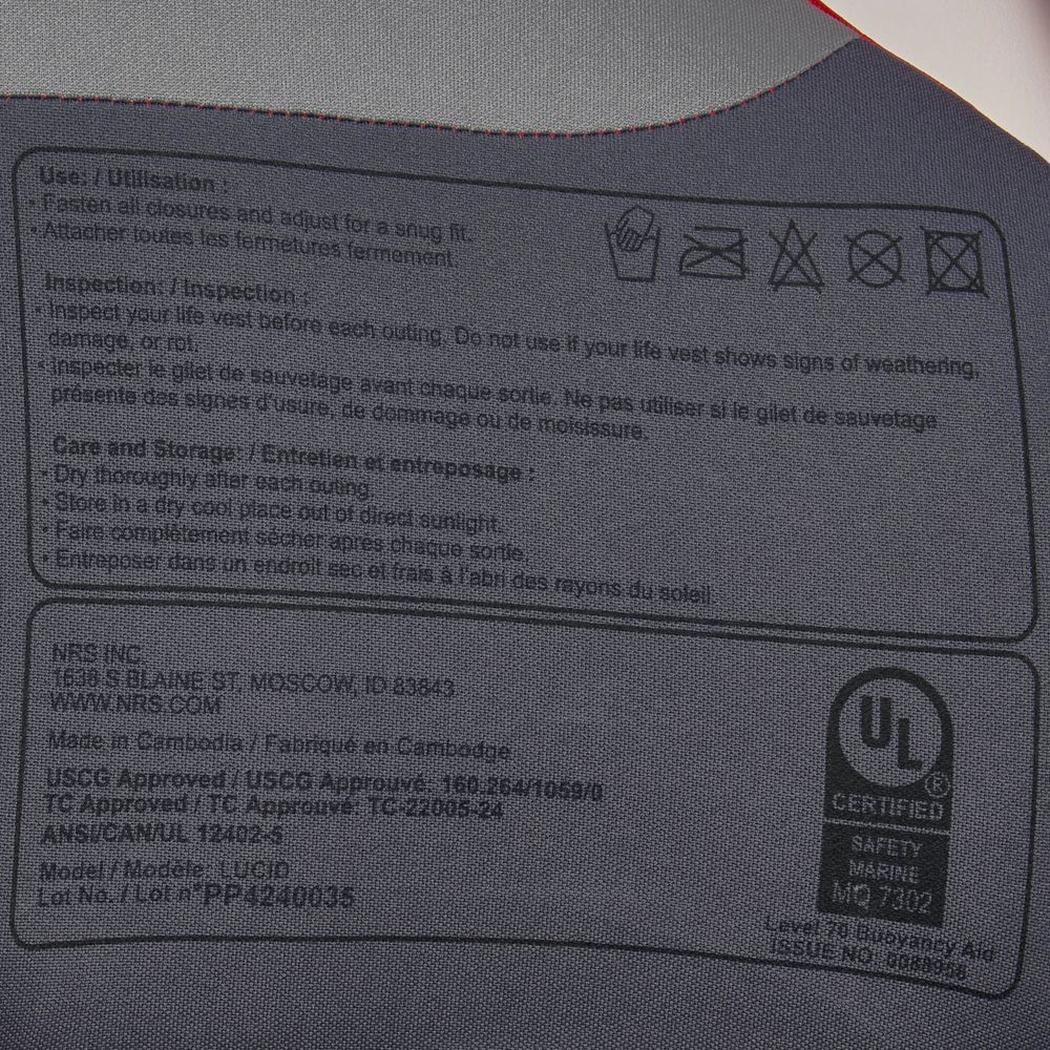 Use: / Utilisation :
• Fasten all closures and adjust for a snug fit.
• Attacher toutes les fermetures fermement.
Inspection: / Inspection :
• Inspect your life vest before each outing. Do not use if your life vest shows signs of weathering,
damage, or rot.
• Inspecter le gilet de sauvetage avant chaque sortie. Ne pas utiliser si le gilet de sauvetage
présente des signes d'usure, de dommage ou de moisissure.
Care and Storage: / Entretien et entreposage :
• Dry thoroughly after each outing.
• Store in a dry cool place out of direct sunlight.
• Faire complètement sécher après chaque sortie.
• Entreposer dans un endroit sec et frais à l'abri des rayons du soleil.
NRS INC.
1638 S BLAINE ST, MOSCOW, ID 83843
WWW.NRS.COM
Made in Cambodia / Fabriqué en Cambodge
USCG Approved / USCG Approuvé: 160.264/1059/0
TC Approved / TC Approuvé: TC-22005-24
ANSI/CAN/UL 12402-5
Model / Modèle: LUCID
Lot No. / Lot n°PP4240035
UL ®
CERTIFIED
SAFETY
MARINE
MQ 7302
Level 70 Buoyancy Aid
ISSUE NO.